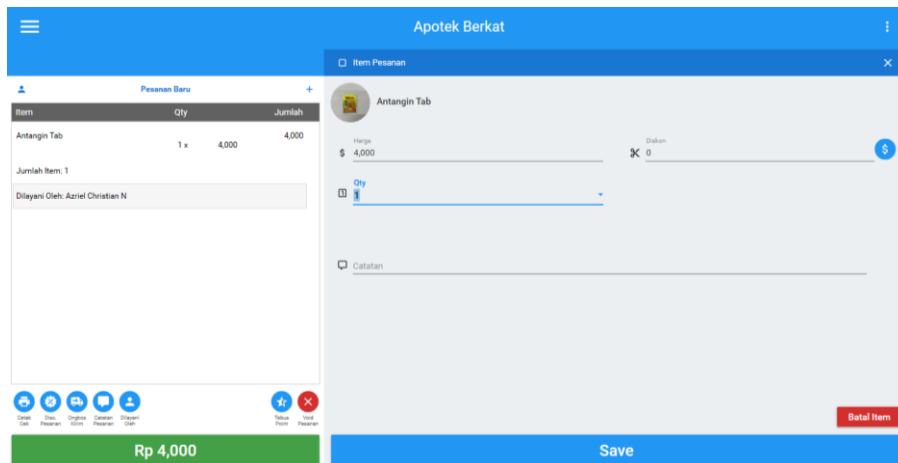 Apotek Berkat
Item Pesanan
Pesanan Baru
Item Qty Jumlah
Antangin Tab 4,000
1 x 4,000
Jumlah Item: 1
Dilayani Oleh: Azriel Christian N
Antangin Tab
Harga
4,000
Diskon
0
Qty
1
Catatan
Cetak Cek
Disc. Pesanan
Ongkos Kirim
Catatan Pesanan
Dilayani Oleh
Tebus Point
Void Pesanan
Batal Item
Rp 4,000
Save